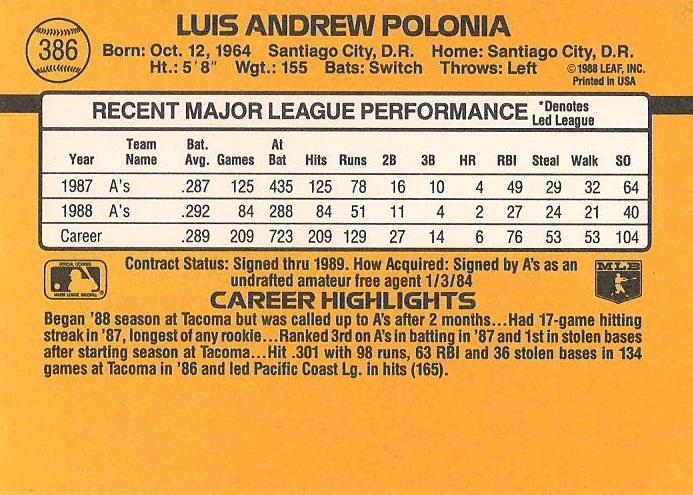 386
LUIS ANDREW POLONIA
Born: Oct. 12, 1964 Santiago City, D.R. Home: Santiago City, D.R.
Ht.: 5'8" Wgt.: 155 Bats: Switch Throws: Left
©1988 LEAF, INC.
Printed in USA
RECENT MAJOR LEAGUE PERFORMANCE *Denotes Led League
Year Team Name Bat. Avg. Games At Bat Hits Runs 2B 3B HR RBI Steal Walk SO
1987 A's .287 125 435 125 78 16 10 4 49 29 32 64
1988 A's .292 84 288 84 51 11 4 2 27 24 21 40
Career .289 209 723 209 129 27 14 6 76 53 53 104
OFFICIAL LICENSEE
MAJOR LEAGUE BASEBALL
Contract Status: Signed thru 1989. How Acquired: Signed by A's as an
undrafted amateur free agent 1/3/84
MLB
CAREER HIGHLIGHTS
Began '88 season at Tacoma but was called up to A's after 2 months...Had 17-game hitting
streak in '87, longest of any rookie...Ranked 3rd on A's in batting in '87 and 1st in stolen bases
after starting season at Tacoma...Hit .301 with 98 runs, 63 RBI and 36 stolen bases in 134
games at Tacoma in '86 and led Pacific Coast Lg. in hits (165).